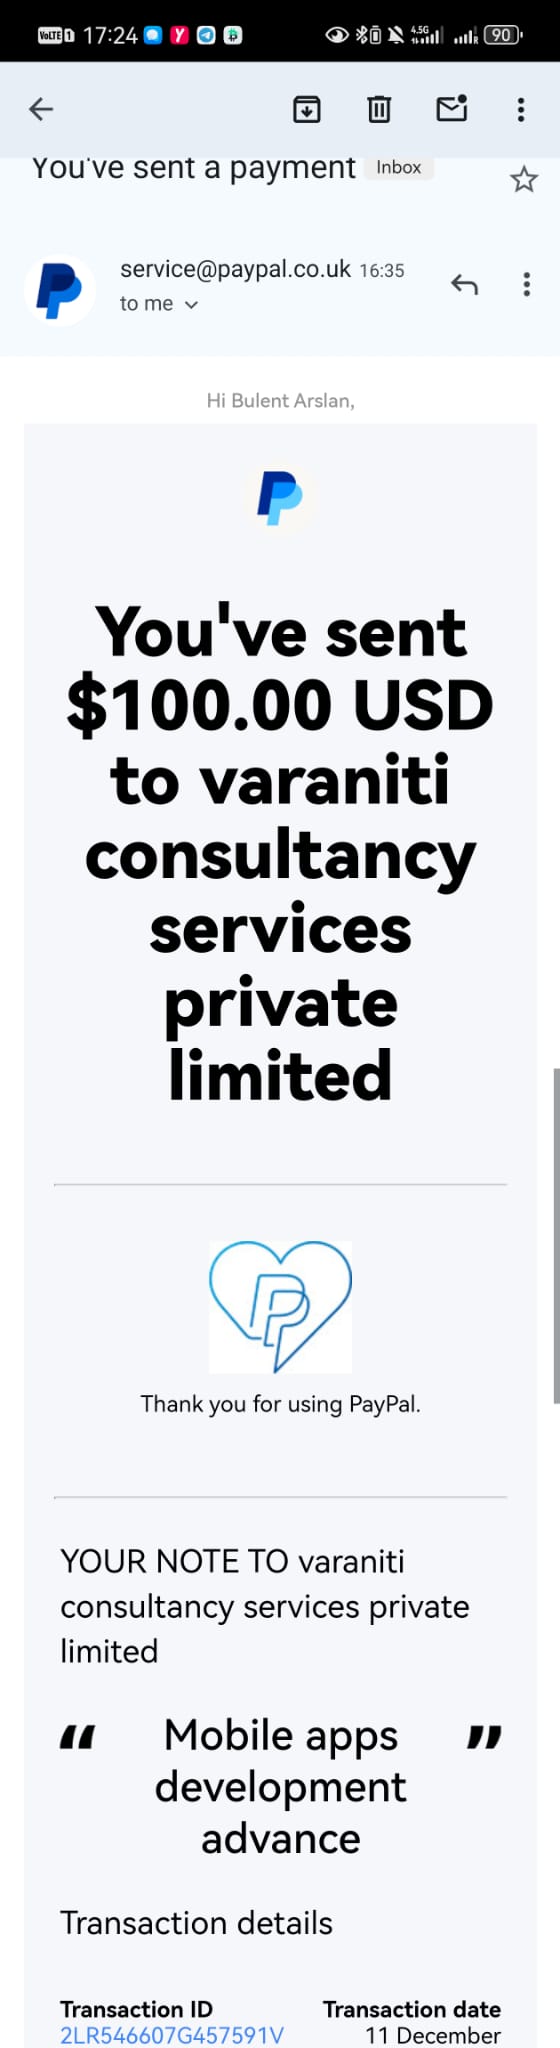 VoLTE 1 17:24 4.5G R 90
You've sent a payment Inbox
service@paypal.co.uk 16:35
to me
Hi Bulent Arslan,
You've sent
$100.00 USD
to varaniti
consultancy
services
private
limited
Thank you for using PayPal.
YOUR NOTE TO varaniti
consultancy services private
limited
“ Mobile apps ”
development
advance
Transaction details
Transaction ID Transaction date
2LR546607G457591V 11 December